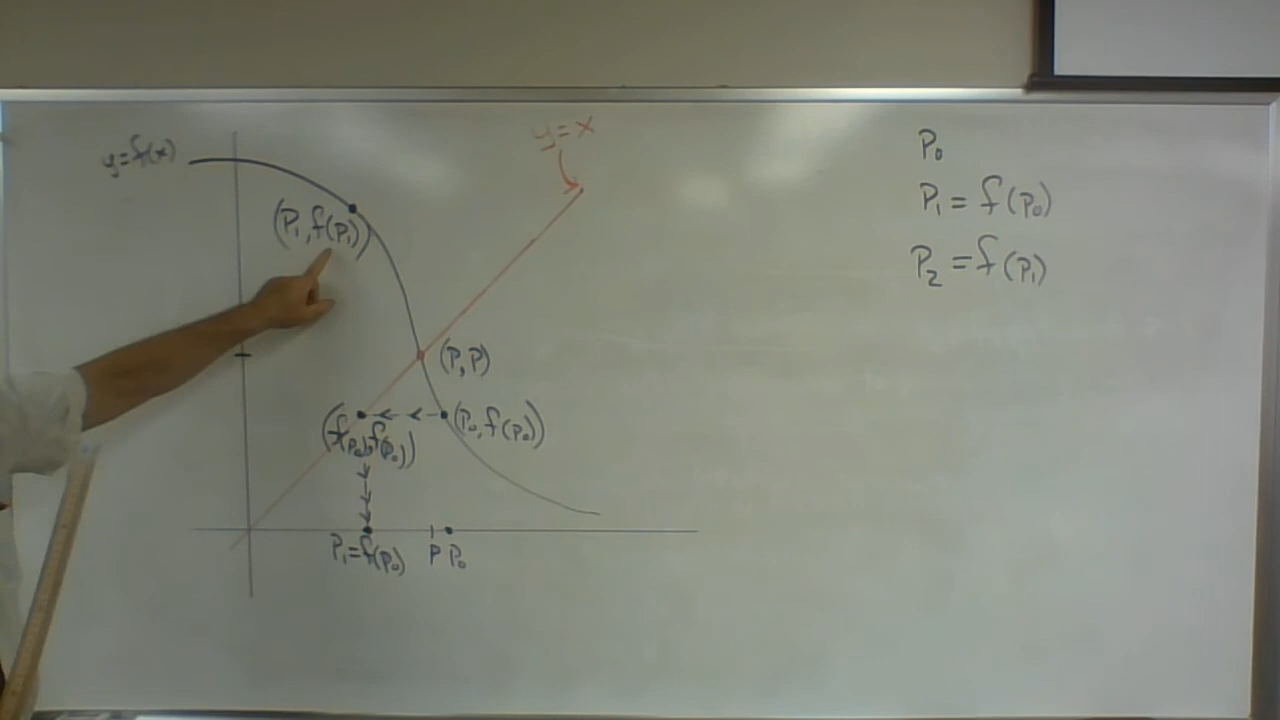 y=x
y=f(x)
(P₁, f(P₁))
(P, P)
(P₀, f(P₀))
(f(P₀), f(P₀))
P₁=f(P₀)
P
P₀
P₀
P₁ = f(P₀)
P₂ = f(P₁)